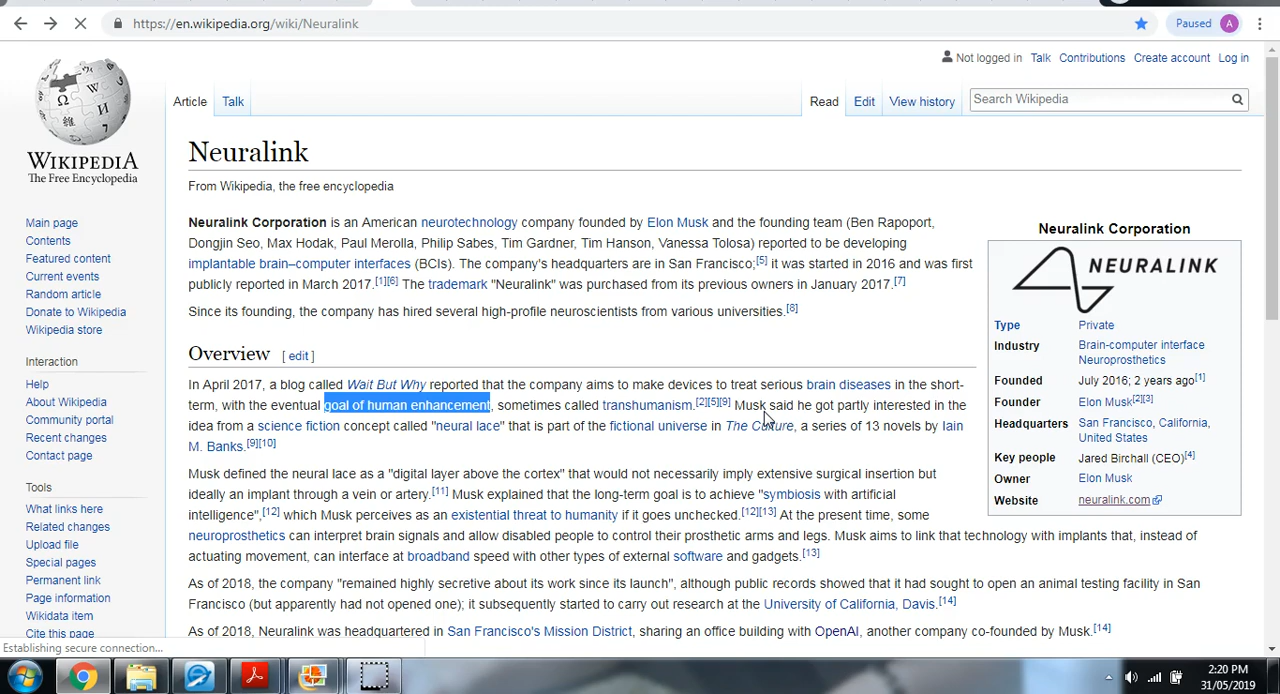 https://en.wikipedia.org/wiki/Neuralink
Paused A
Not logged in Talk Contributions Create account Log in
Article Talk
Read Edit View history
Search Wikipedia
WIKIPEDIA
The Free Encyclopedia
Main page
Contents
Featured content
Current events
Random article
Donate to Wikipedia
Wikipedia store
Interaction
Help
About Wikipedia
Community portal
Recent changes
Contact page
Tools
What links here
Related changes
Upload file
Special pages
Permanent link
Page information
Wikidata item
Cite this page
Neuralink
From Wikipedia, the free encyclopedia
Neuralink Corporation is an American neurotechnology company founded by Elon Musk and the founding team (Ben Rapoport,
Dongjin Seo, Max Hodak, Paul Merolla, Philip Sabes, Tim Gardner, Tim Hanson, Vanessa Tolosa) reported to be developing
implantable brain–computer interfaces (BCIs). The company's headquarters are in San Francisco;[5] it was started in 2016 and was first
publicly reported in March 2017.[1][6] The trademark "Neuralink" was purchased from its previous owners in January 2017.[7]
Since its founding, the company has hired several high-profile neuroscientists from various universities.[8]
Overview [ edit ]
In April 2017, a blog called Wait But Why reported that the company aims to make devices to treat serious brain diseases in the short-
term, with the eventual goal of human enhancement, sometimes called transhumanism.[2][5][9] Musk said he got partly interested in the
idea from a science fiction concept called "neural lace" that is part of the fictional universe in The Culture, a series of 13 novels by Iain
M. Banks.[9][10]
Musk defined the neural lace as a "digital layer above the cortex" that would not necessarily imply extensive surgical insertion but
ideally an implant through a vein or artery.[11] Musk explained that the long-term goal is to achieve "symbiosis with artificial
intelligence",[12] which Musk perceives as an existential threat to humanity if it goes unchecked.[12][13] At the present time, some
neuroprosthetics can interpret brain signals and allow disabled people to control their prosthetic arms and legs. Musk aims to link that technology with implants that, instead of
actuating movement, can interface at broadband speed with other types of external software and gadgets.[13]
As of 2018, the company "remained highly secretive about its work since its launch", although public records showed that it had sought to open an animal testing facility in San
Francisco (but apparently had not opened one); it subsequently started to carry out research at the University of California, Davis.[14]
As of 2018, Neuralink was headquartered in San Francisco's Mission District, sharing an office building with OpenAI, another company co-founded by Musk.[14]
Neuralink Corporation
NEURALINK
Type Private
Industry Brain-computer interface
Neuroprosthetics
Founded July 2016; 2 years ago[1]
Founder Elon Musk[2][3]
Headquarters San Francisco, California,
United States
Key people Jared Birchall (CEO)[4]
Owner Elon Musk
Website neuralink.com
Establishing secure connection...
2:20 PM
31/05/2019